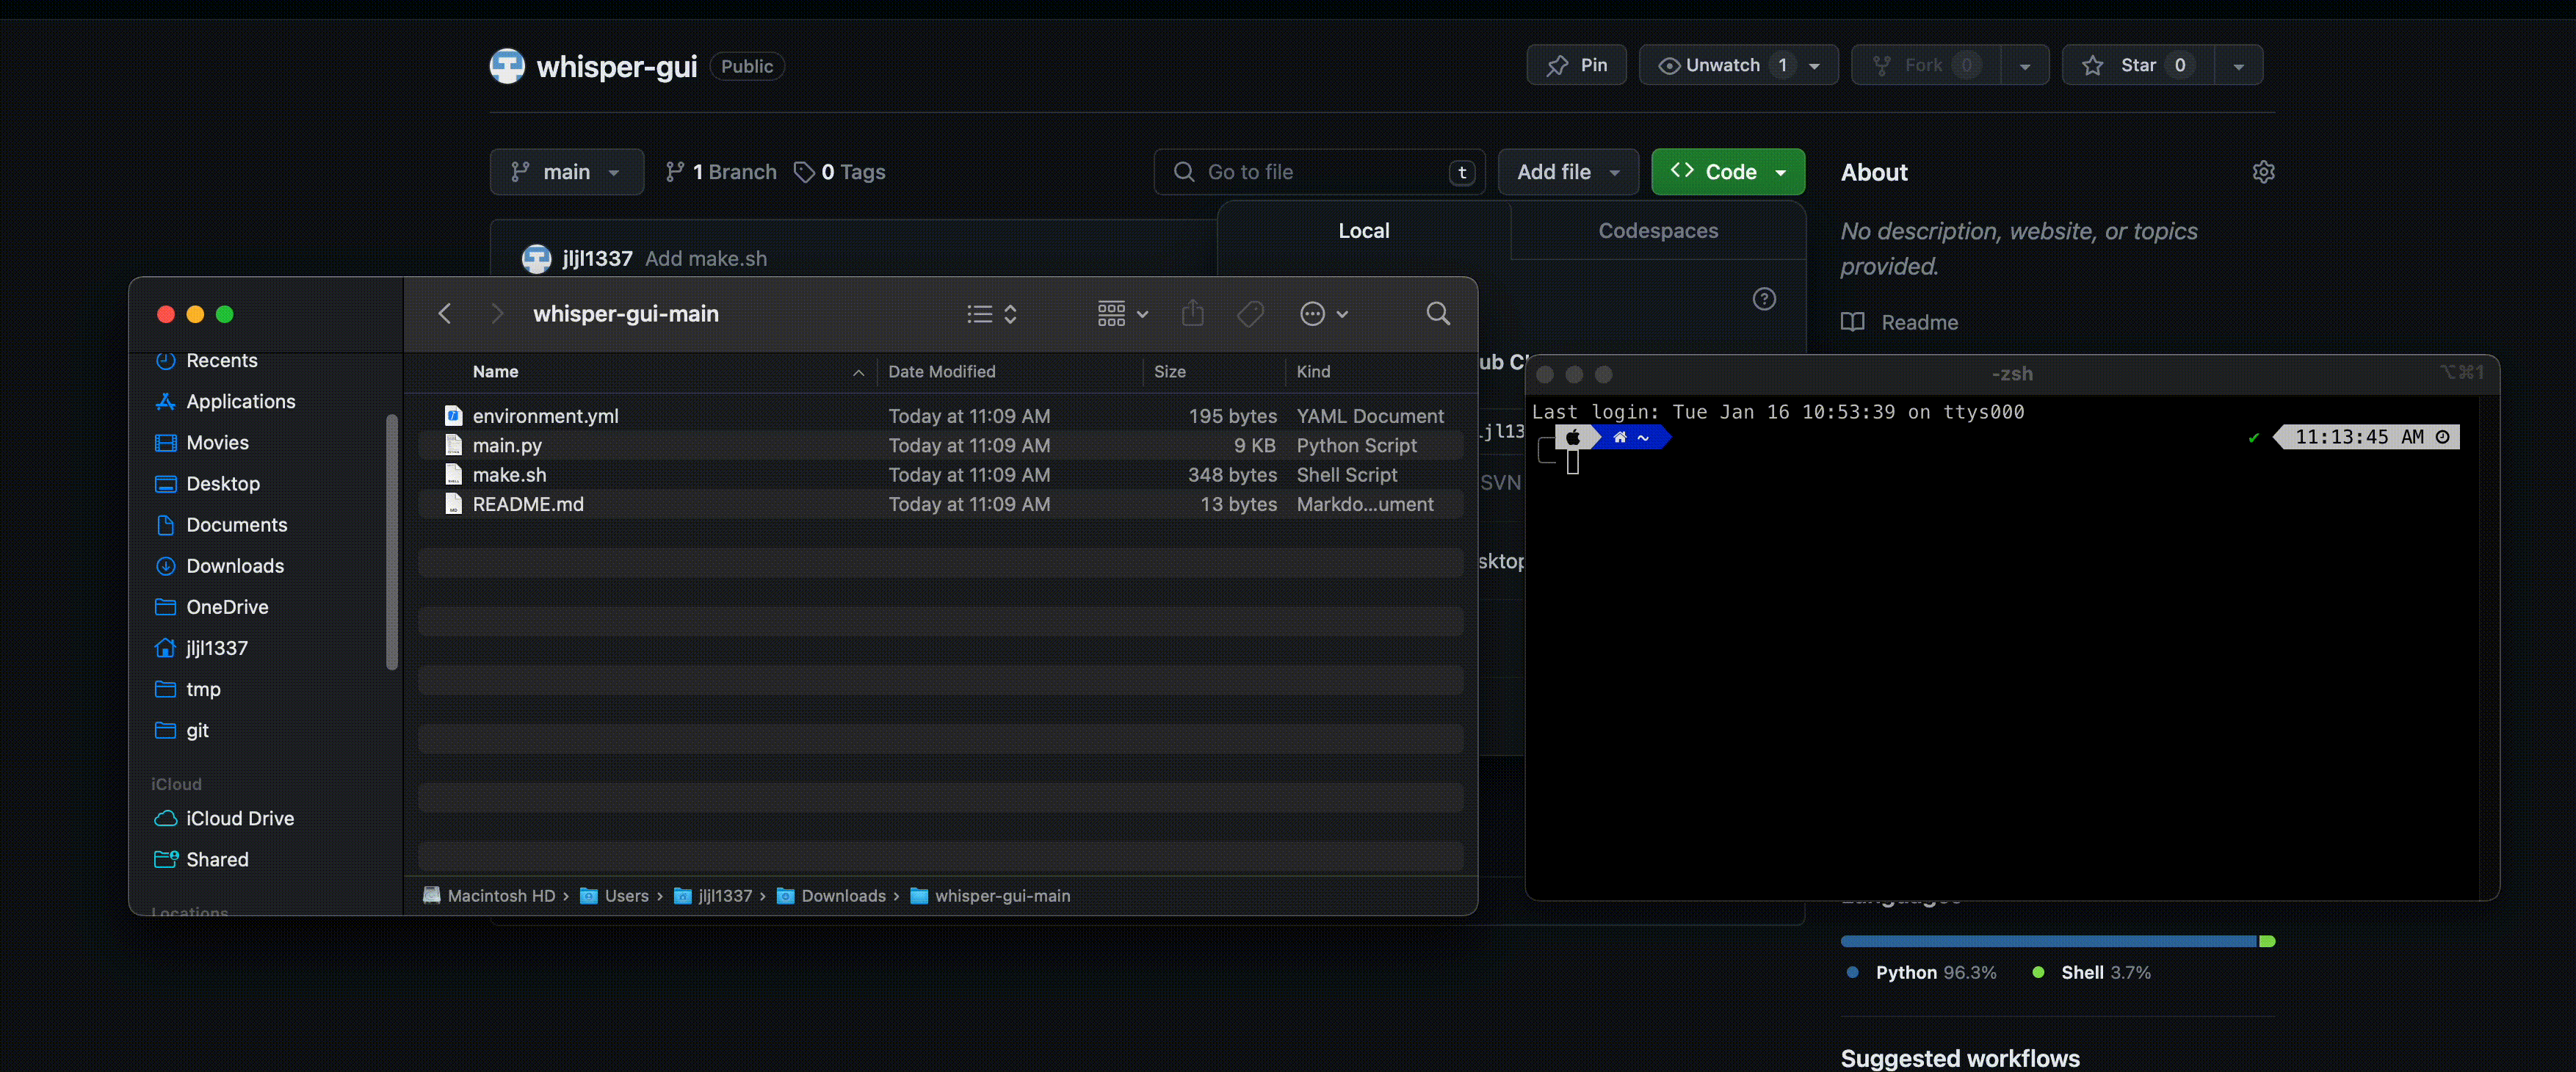 whisper-gui Public
Pin
Unwatch 1
Fork 0
Star 0
main
1 Branch
0 Tags
Go to file t
Add file
Code
About
No description, website, or topics
provided.
Readme
Local
Codespaces
jljl1337 Add make.sh
whisper-gui-main
Recents
Applications
Movies
Desktop
Documents
Downloads
OneDrive
jljl1337
tmp
git
iCloud
iCloud Drive
Shared
Locations
Name Date Modified Size Kind
environment.yml Today at 11:09 AM 195 bytes YAML Document
main.py Today at 11:09 AM 9 KB Python Script
make.sh Today at 11:09 AM 348 bytes Shell Script
README.md Today at 11:09 AM 13 bytes Markdo...ument
Macintosh HD › Users › jljl1337 › Downloads › whisper-gui-main
ub C
jl13
SVN
sktop
-zsh
⌥⌘1
Last login: Tue Jan 16 10:53:39 on ttys000
~ ✔ 11:13:45 AM
Languages
Python 96.3%
Shell 3.7%
Suggested workflows